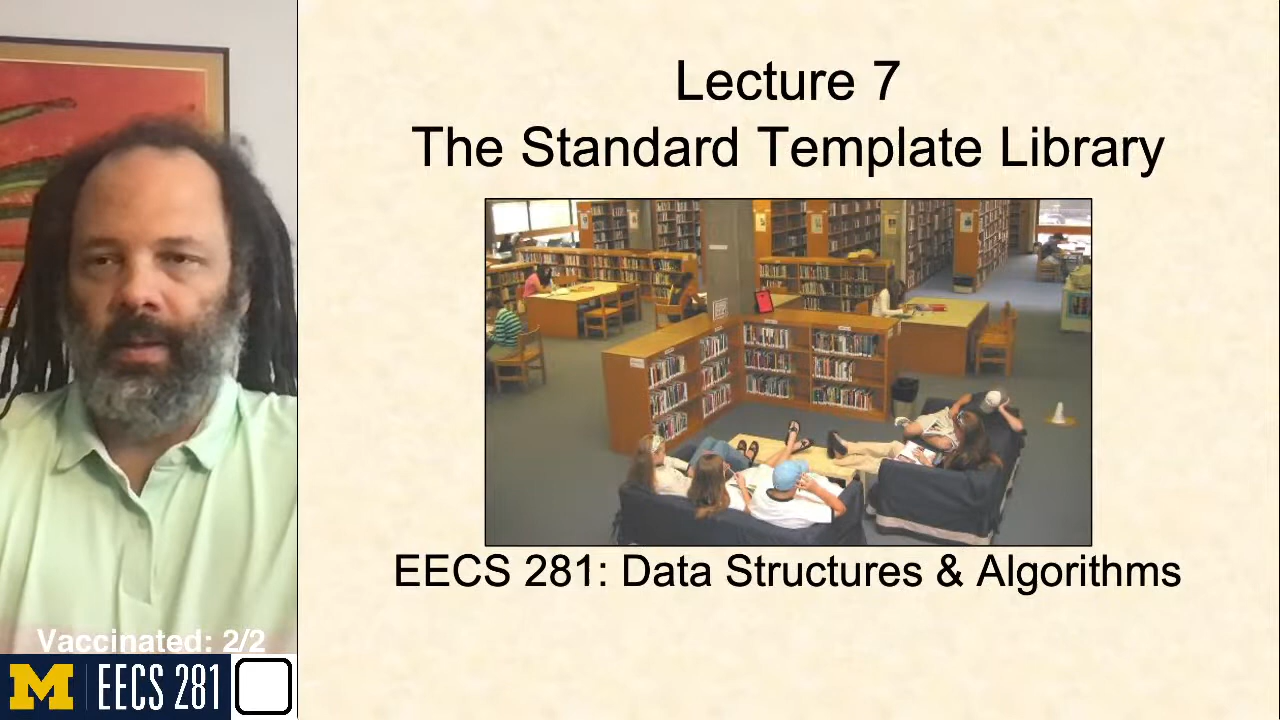 Lecture 7
The Standard Template Library
EECS 281: Data Structures & Algorithms
Vaccinated: 2/2
M EECS 281